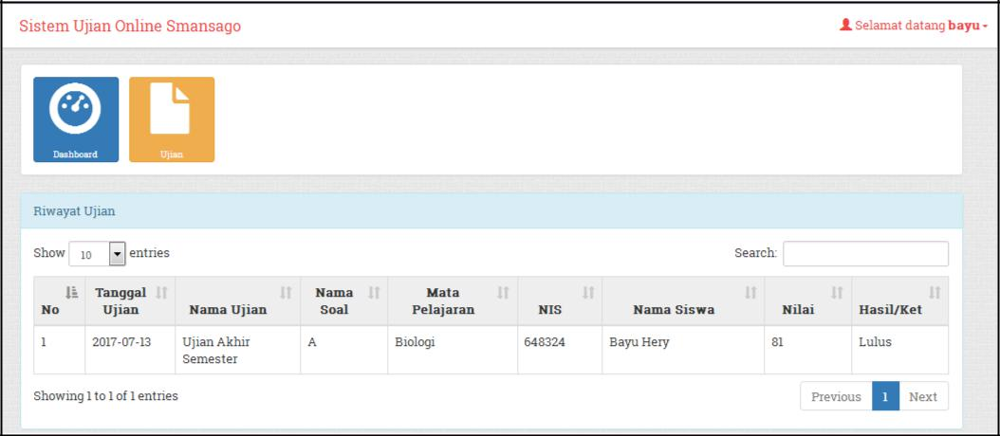 Sistem Ujian Online Smansago
Selamat datang bayu
Dashboard
Ujian
Riwayat Ujian
Show 10 entries
Search:
No
Tanggal Ujian
Nama Ujian
Nama Soal
Mata Pelajaran
NIS
Nama Siswa
Nilai
Hasil/Ket
1
2017-07-13
Ujian Akhir Semester
A
Biologi
648324
Bayu Hery
81
Lulus
Showing 1 to 1 of 1 entries
Previous 1 Next